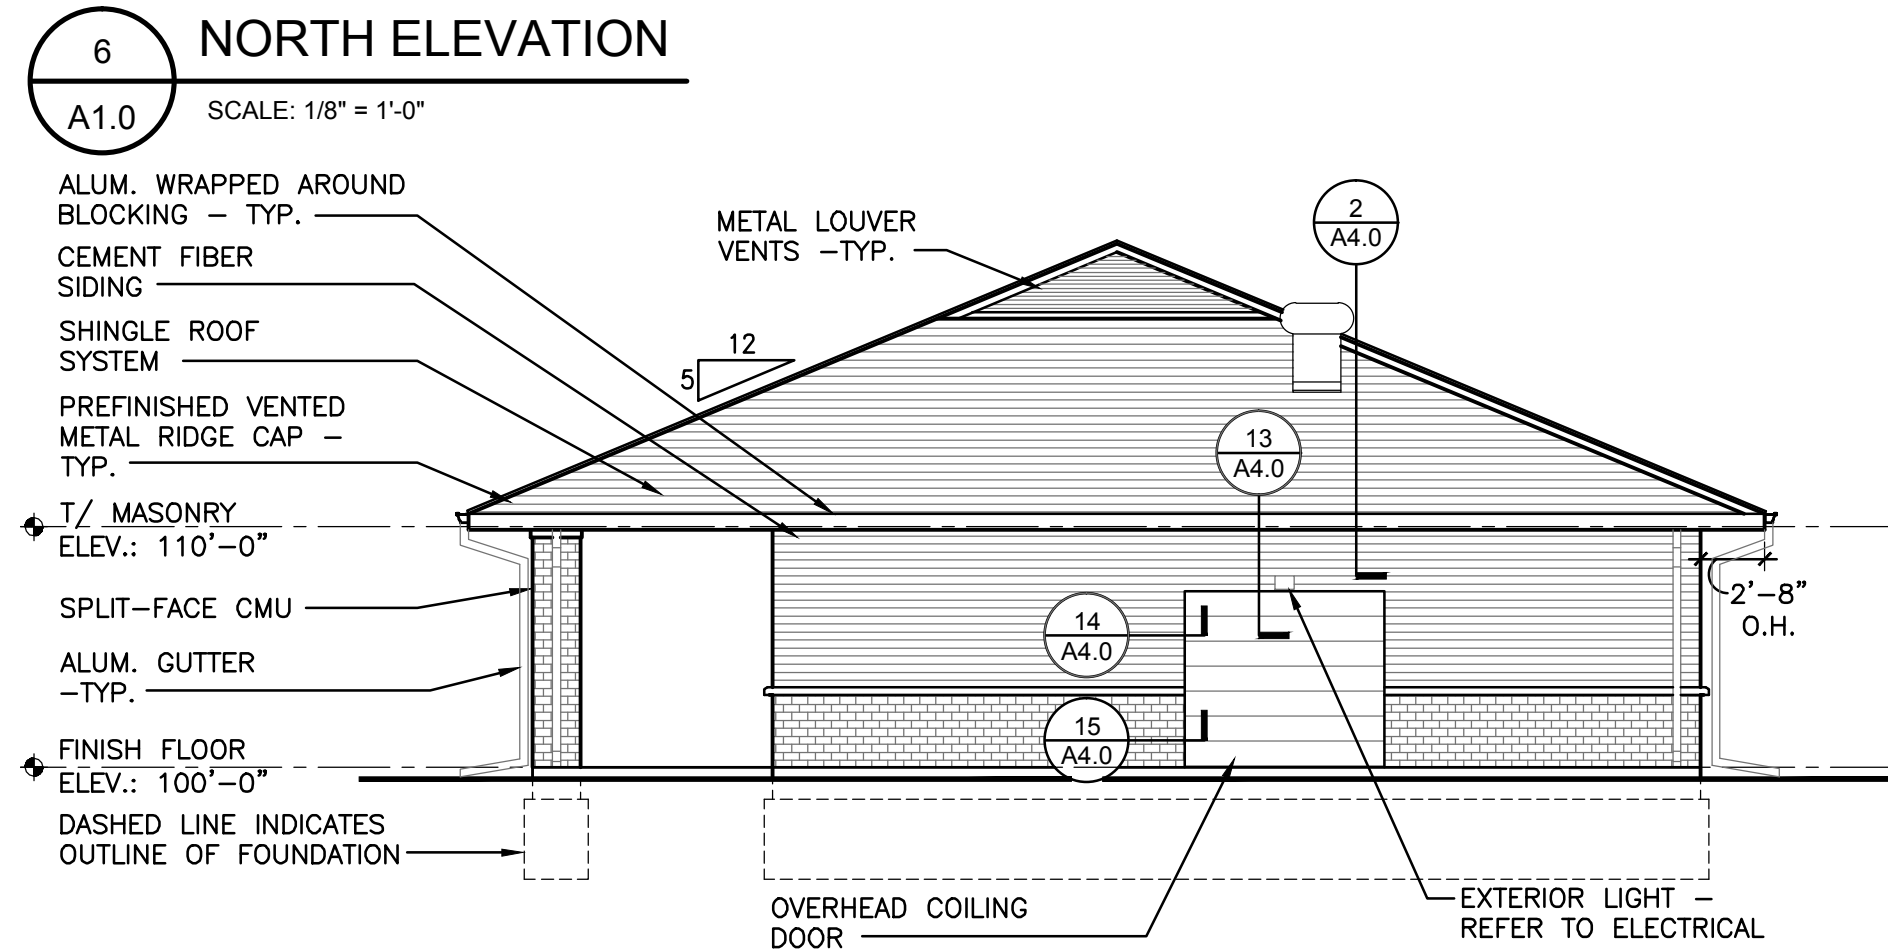 6
A1.0
NORTH ELEVATION
SCALE: 1/8" = 1'-0"
ALUM. WRAPPED AROUND
BLOCKING – TYP.
CEMENT FIBER
SIDING
SHINGLE ROOF
SYSTEM
PREFINISHED VENTED
METAL RIDGE CAP –
TYP.
T/ MASONRY
ELEV.: 110'-0"
SPLIT-FACE CMU
ALUM. GUTTER
–TYP.
FINISH FLOOR
ELEV.: 100'-0"
DASHED LINE INDICATES
OUTLINE OF FOUNDATION
METAL LOUVER
VENTS –TYP.
12
5
2
A4.0
13
A4.0
14
A4.0
15
A4.0
2'-8"
O.H.
OVERHEAD COILING
DOOR
EXTERIOR LIGHT –
REFER TO ELECTRICAL